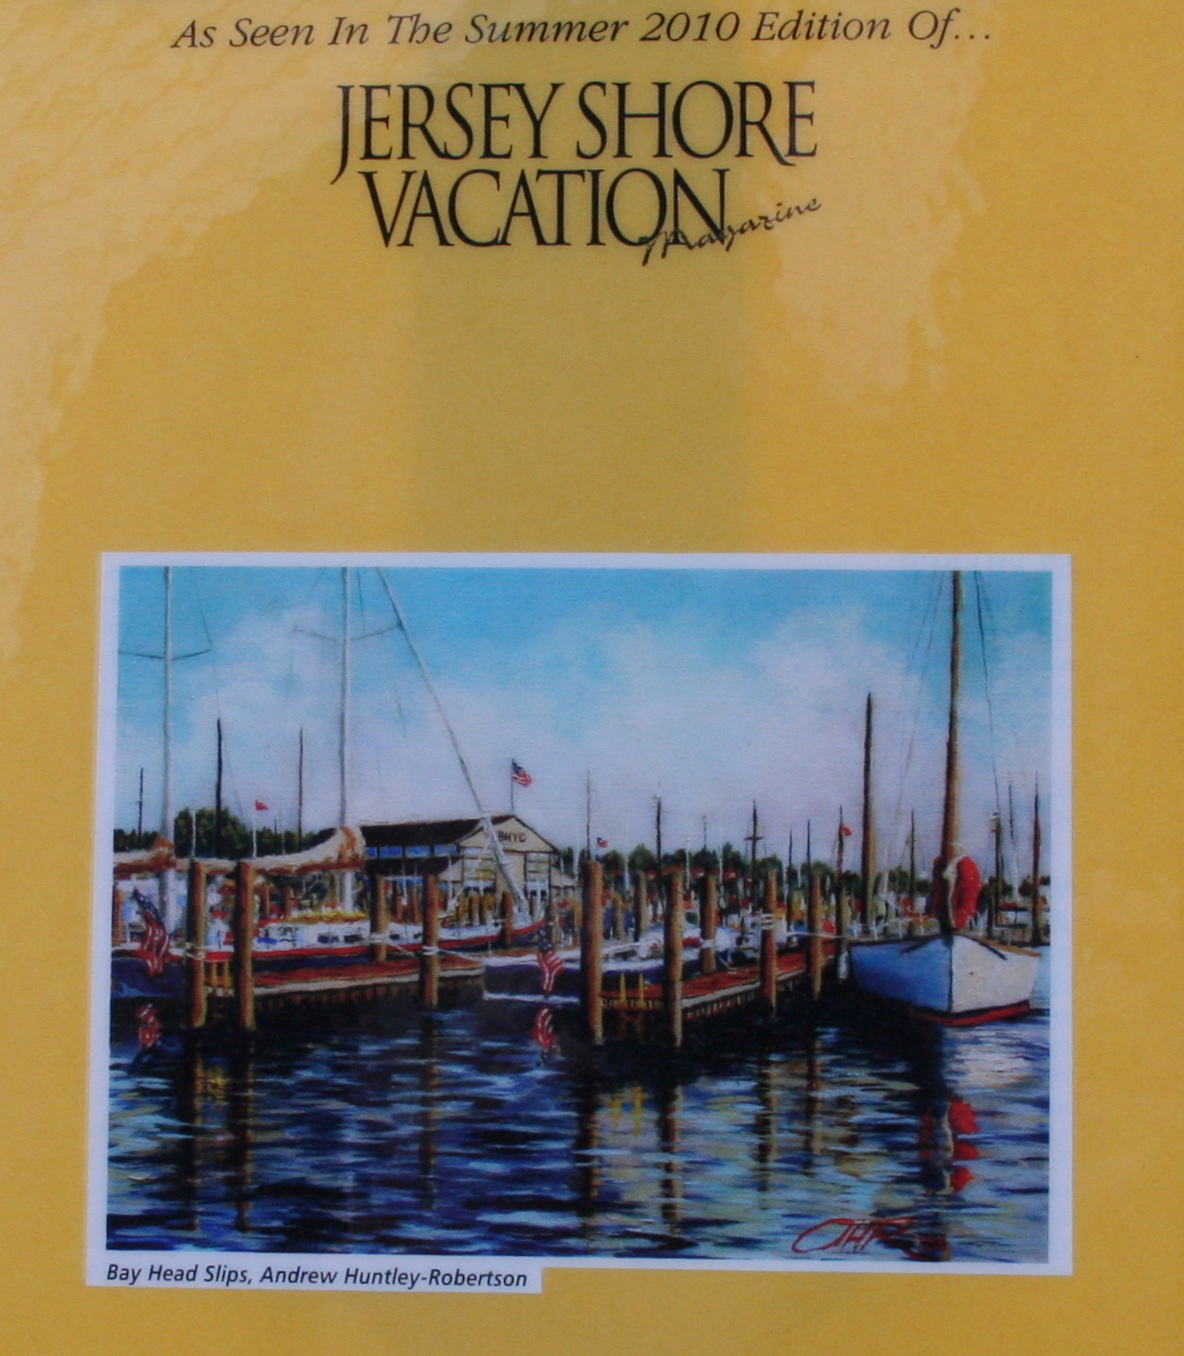 As Seen In The Summer 2010 Edition Of...
JERSEY SHORE
VACATION
Magazine
BHYC
AHR
Bay Head Slips, Andrew Huntley-Robertson